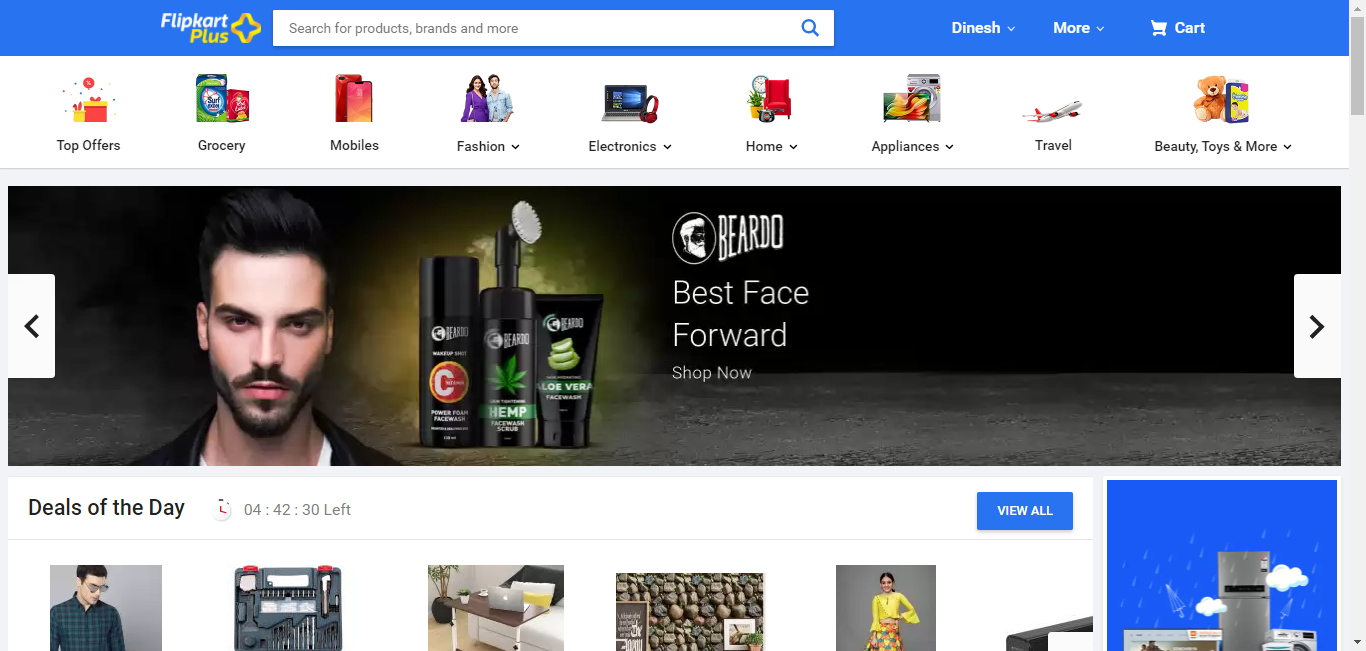 Flipkart
Plus
Search for products, brands and more
Dinesh
More
Cart
Top Offers
Grocery
Mobiles
Fashion
Electronics
Home
Appliances
Travel
Beauty, Toys & More
Surf
excel
BEARDO
Best Face
Forward
Shop Now
BEARDO
WAKEUP SHOT
C
POWER FOAM
FACEWASH
BEARDO
HEMP
FACEWASH
SCRUB
BEARDO
ALOE VERA
FACEWASH
Deals of the Day
04 : 42 : 30 Left
VIEW ALL